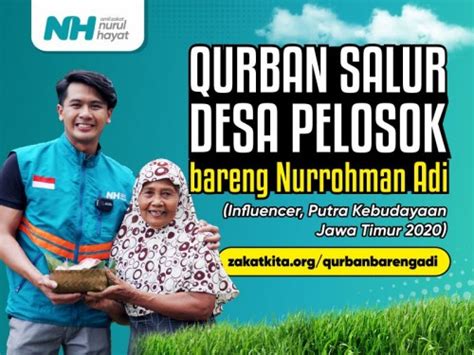 NH
amil zakat
nurul
hayat
QURBAN SALUR
DESA PELOSOK
bareng Nurrohman Adi
(Influencer, Putra Kebudayaan
Jawa Timur 2020)
zakatkita.org/qurbanbarengadi
NH